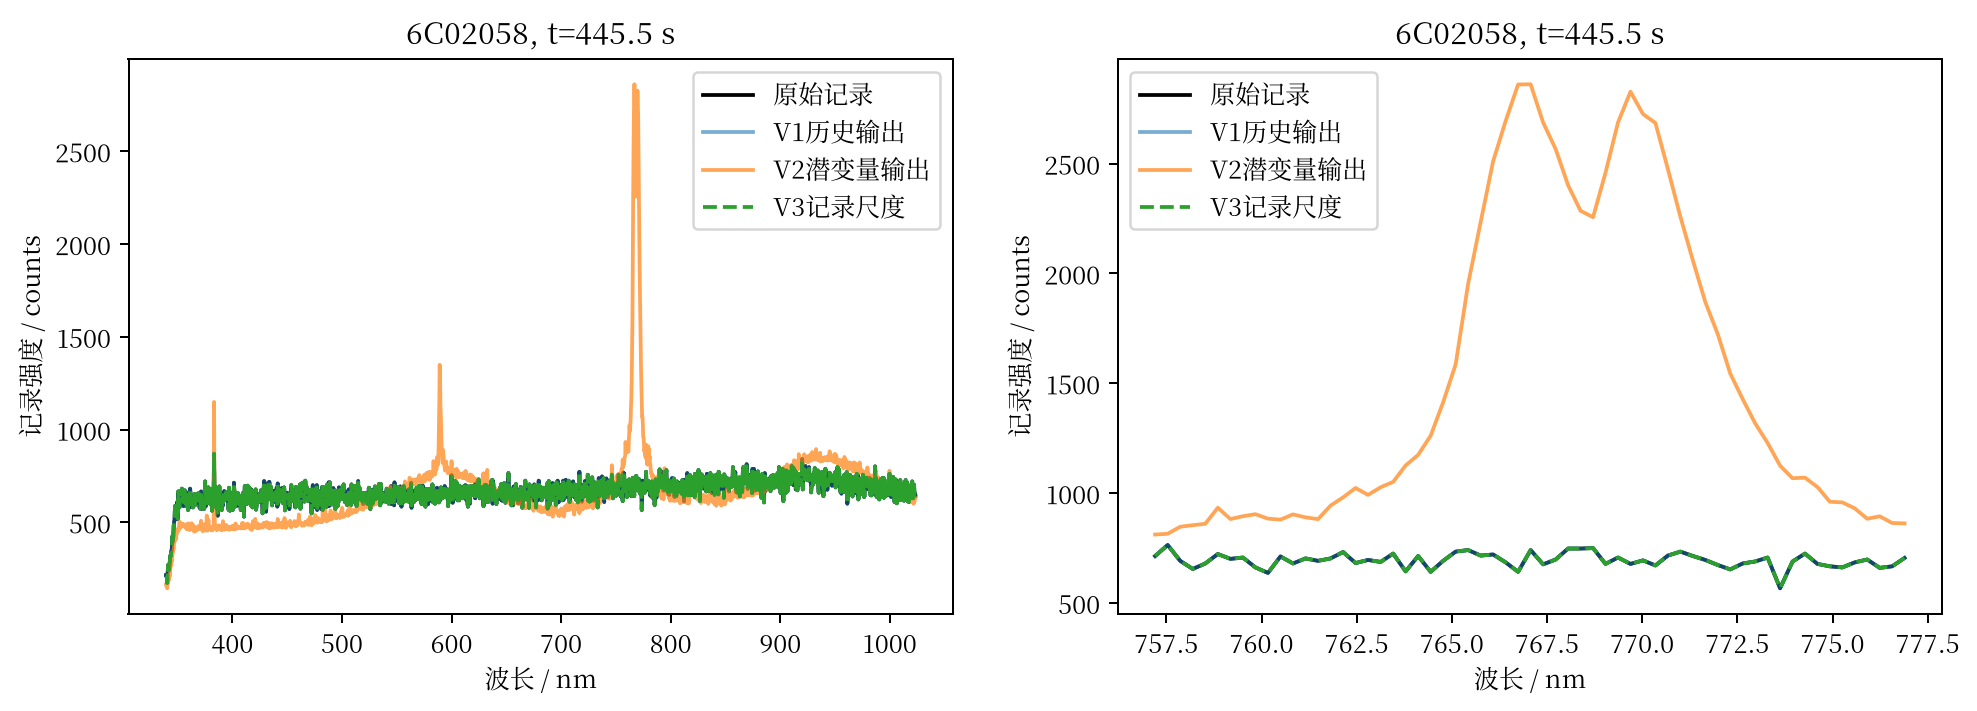 6C02058, t=445.5 s
原始记录
V1历史输出
V2潜变量输出
V3记录尺度
记录强度 / counts
2500
2000
1500
1000
500
400
500
600
700
800
900
1000
波长 / nm
6C02058, t=445.5 s
原始记录
V1历史输出
V2潜变量输出
V3记录尺度
记录强度 / counts
2500
2000
1500
1000
500
757.5
760.0
762.5
765.0
767.5
770.0
772.5
775.0
777.5
波长 / nm